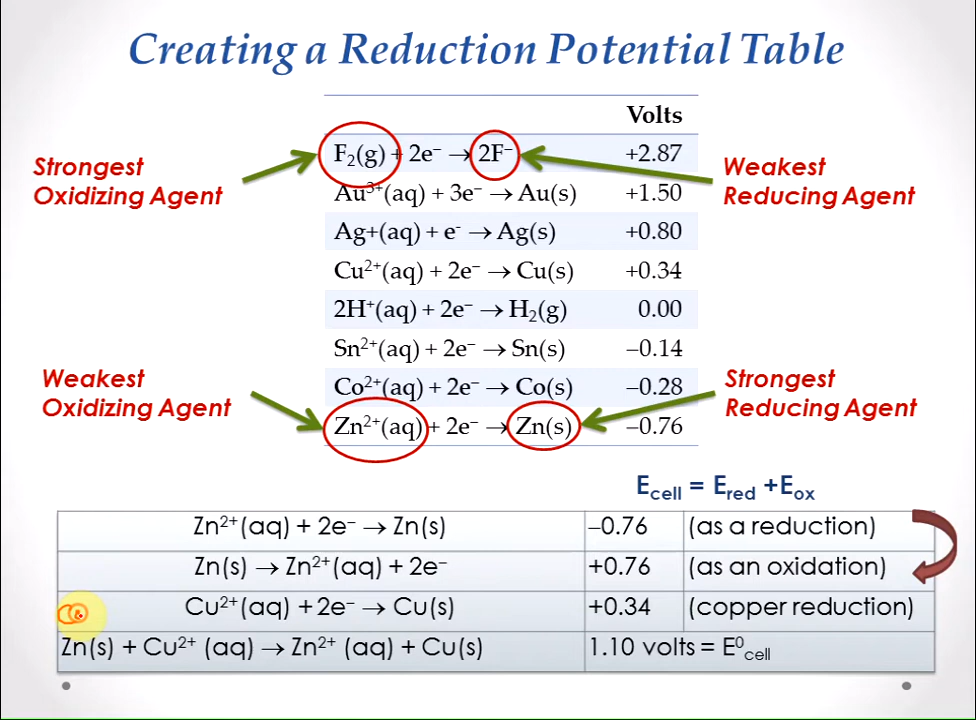 Creating a Reduction Potential Table
Volts
F₂(g) + 2e⁻ → 2F⁻ +2.87
Strongest
Oxidizing Agent
Weakest
Reducing Agent
Au³⁺(aq) + 3e⁻ → Au(s) +1.50
Ag+(aq) + e⁻ → Ag(s) +0.80
Cu²⁺(aq) + 2e⁻ → Cu(s) +0.34
2H⁺(aq) + 2e⁻ → H₂(g) 0.00
Sn²⁺(aq) + 2e⁻ → Sn(s) –0.14
Co²⁺(aq) + 2e⁻ → Co(s) –0.28
Weakest
Oxidizing Agent
Strongest
Reducing Agent
Zn²⁺(aq) + 2e⁻ → Zn(s) –0.76
E_cell = E_red +E_ox
Zn²⁺(aq) + 2e⁻ → Zn(s) –0.76 (as a reduction)
Zn(s) → Zn²⁺(aq) + 2e⁻ +0.76 (as an oxidation)
Cu²⁺(aq) +2e⁻ → Cu(s) +0.34 (copper reduction)
Zn(s) + Cu²⁺ (aq) → Zn²⁺ (aq) + Cu(s) 1.10 volts = E⁰_cell